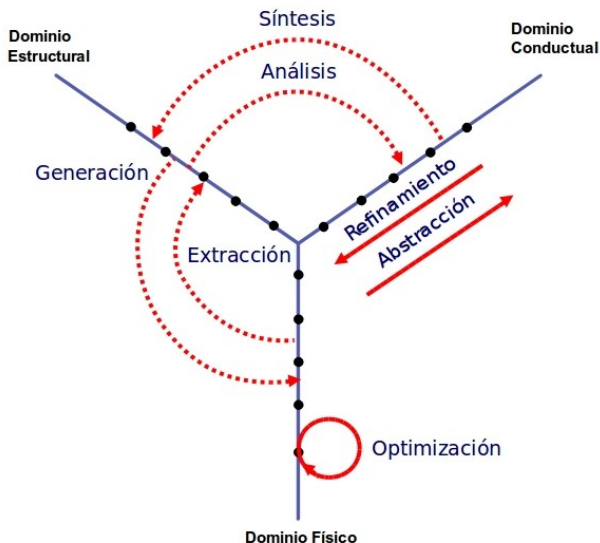 Síntesis
Dominio
Estructural
Dominio
Conductual
Análisis
Generación
Refinamiento
Abstracción
Extracción
Optimización
Dominio Físico